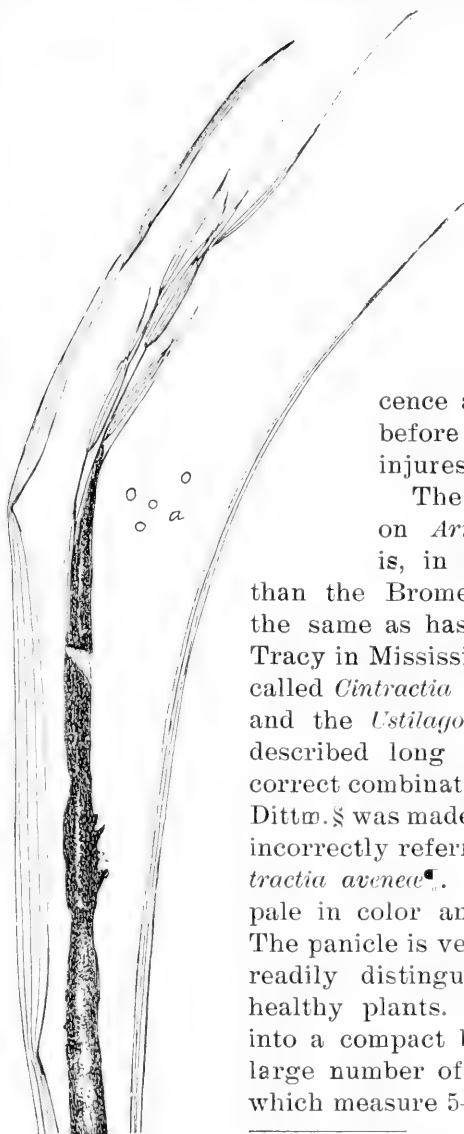 a
cence a
before
injures
The
on Ari
is, in
than the Brome
the same as has
Tracy in Mississi
called Cintractia
and the Ustilago
described long
correct combinat
Dittm.§ was made
incorrectly refer
tractia aveneæ¶.
pale in color an
The panicle is ve
readily distingu
healthy plants.
into a compact b
large number of
which measure 5-